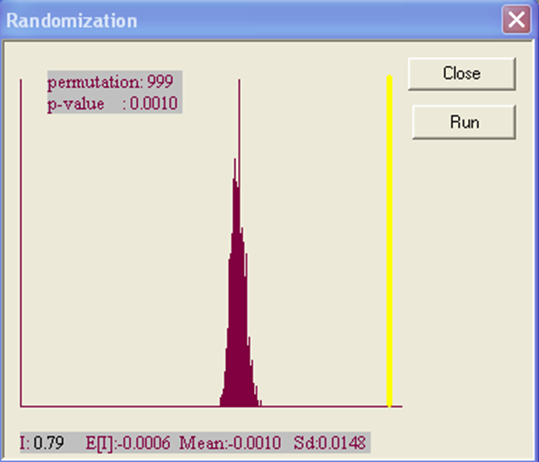 Randomization
Close
permutation: 999
p-value : 0.0010
Run
I: 0.79 E[I]:-0.0006 Mean:-0.0010 Sd:0.0148